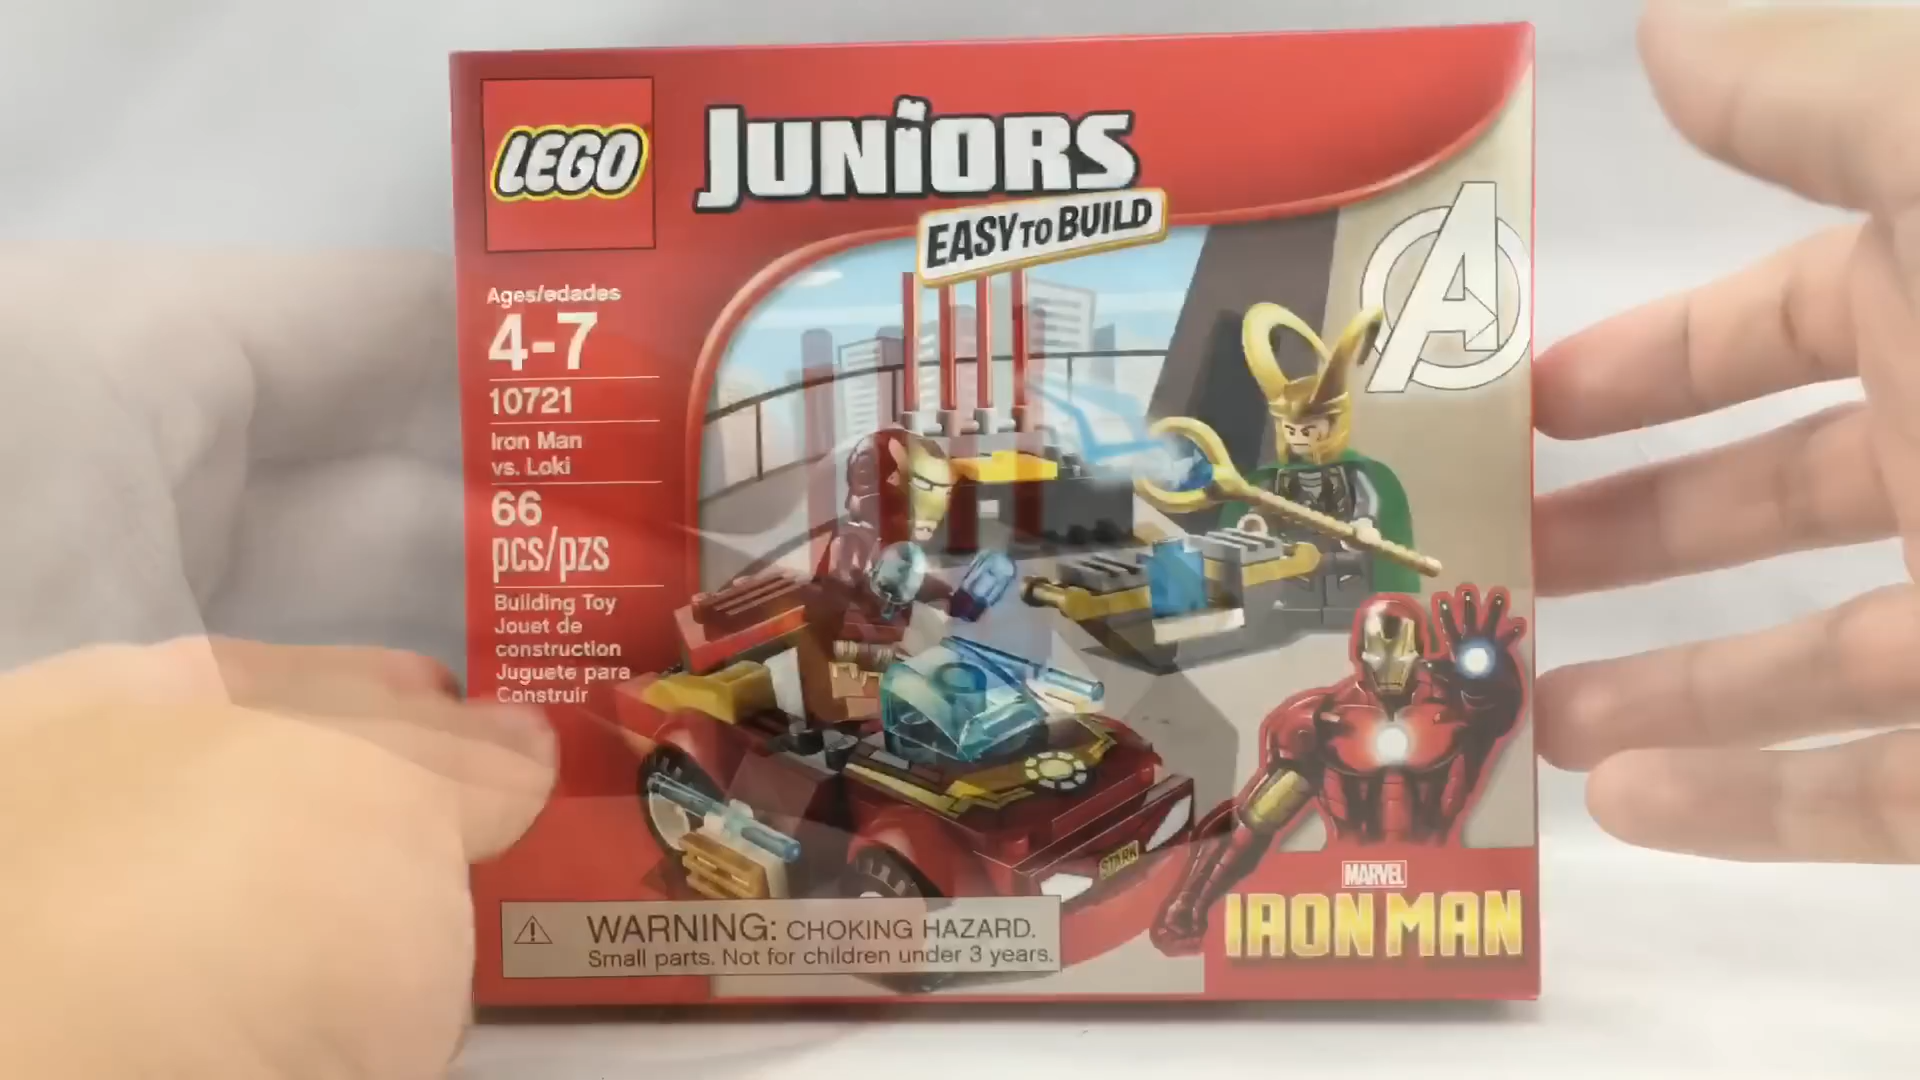 LEGO
JUNiORS
EASY TO BUILD
Ages/edades
4-7
10721
Iron Man
vs. Loki
66
pcs/pzs
Building Toy
Jouet de
construction
Juguete para
Construir
A
STARK
MARVEL
IRON MAN
WARNING: CHOKING HAZARD.
Small parts. Not for children under 3 years.